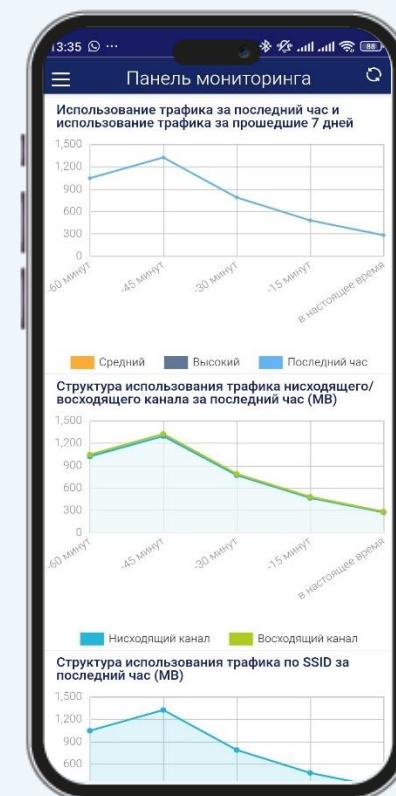 13:35 ...
88
Панель мониторинга
Использование трафика за последний час и
использование трафика за прошедшие 7 дней
1,500
1,200
900
600
300
0
-60 минут
-45 минут
-30 минут
-15 минут
в настоящее время
Средний Высокий Последний час
Структура использования трафика нисходящего/
восходящего канала за последний час (MB)
1,500
1,200
900
600
300
0
-60 минут
-45 минут
-30 минут
-15 минут
в настоящее время
Нисходящий канал Восходящий канал
Структура использования трафика по SSID за
последний час (MB)
1,500
1,200
900
600